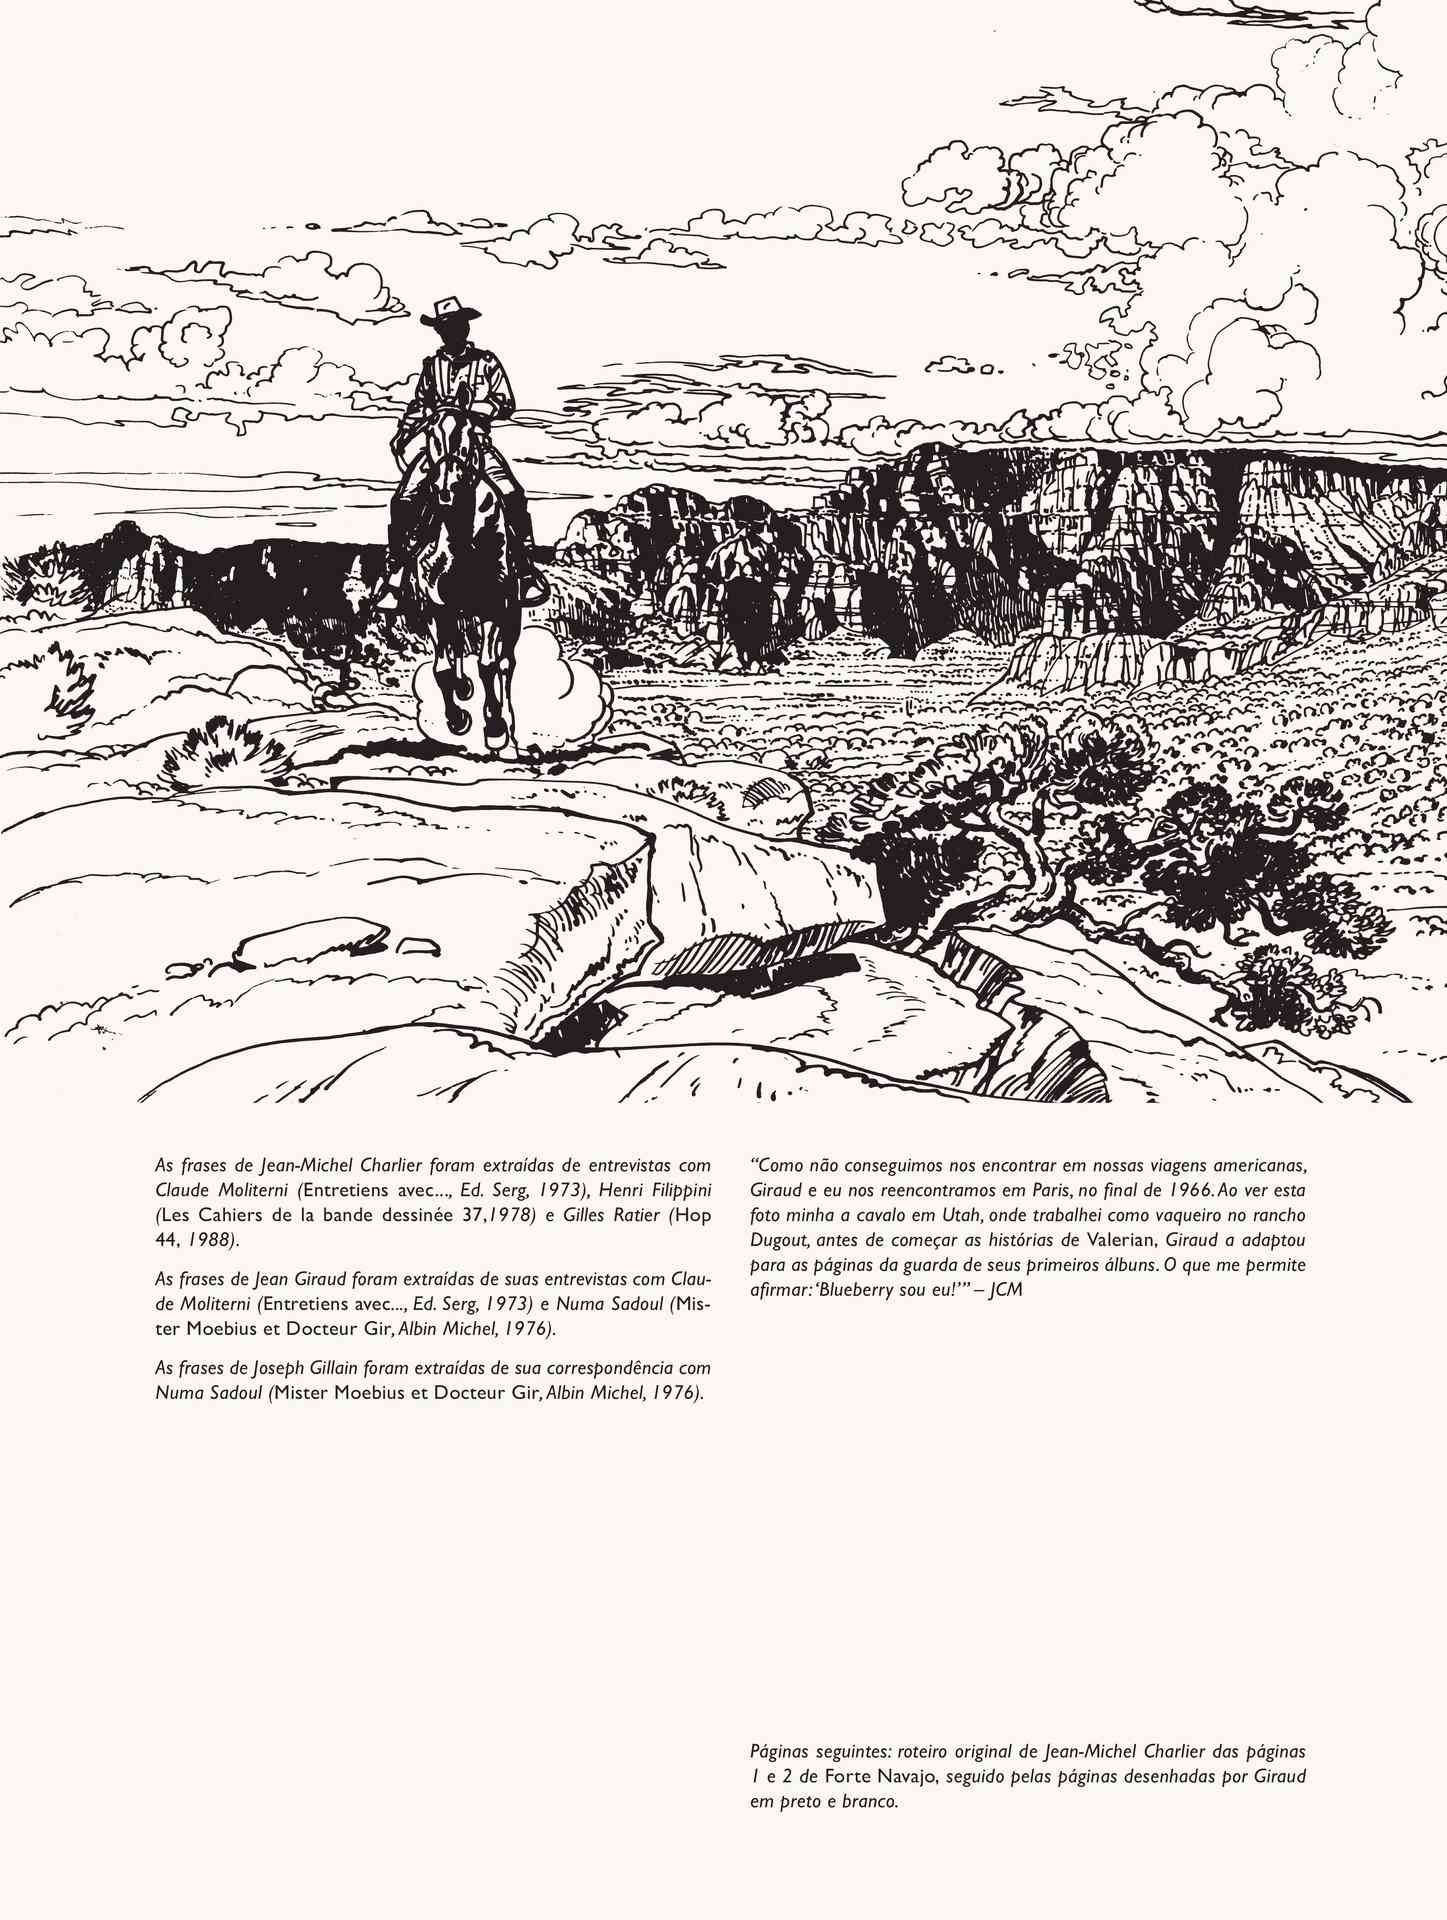 As frases de Jean-Michel Charlier foram extraídas de entrevistas com
Claude Moliterni (Entretiens avec..., Ed. Serg, 1973), Henri Filippini
(Les Cahiers de la bande dessinée 37,1978) e Gilles Ratier (Hop
44, 1988).
As frases de Jean Giraud foram extraídas de suas entrevistas com Clau-
de Moliterni (Entretiens avec..., Ed. Serg, 1973) e Numa Sadoul (Mis-
ter Moebius et Docteur Gir, Albin Michel, 1976).
As frases de Joseph Gillain foram extraídas de sua correspondência com
Numa Sadoul (Mister Moebius et Docteur Gir, Albin Michel, 1976).
“Como não conseguimos nos encontrar em nossas viagens americanas,
Giraud e eu nos reencontramos em Paris, no final de 1966. Ao ver esta
foto minha a cavalo em Utah, onde trabalhei como vaqueiro no rancho
Dugout, antes de começar as histórias de Valerian, Giraud a adaptou
para as páginas da guarda de seus primeiros álbuns. O que me permite
afirmar: ‘Blueberry sou eu!’” – JCM
Páginas seguintes: roteiro original de Jean-Michel Charlier das páginas
1 e 2 de Forte Navajo, seguido pelas páginas desenhadas por Giraud
em preto e branco.